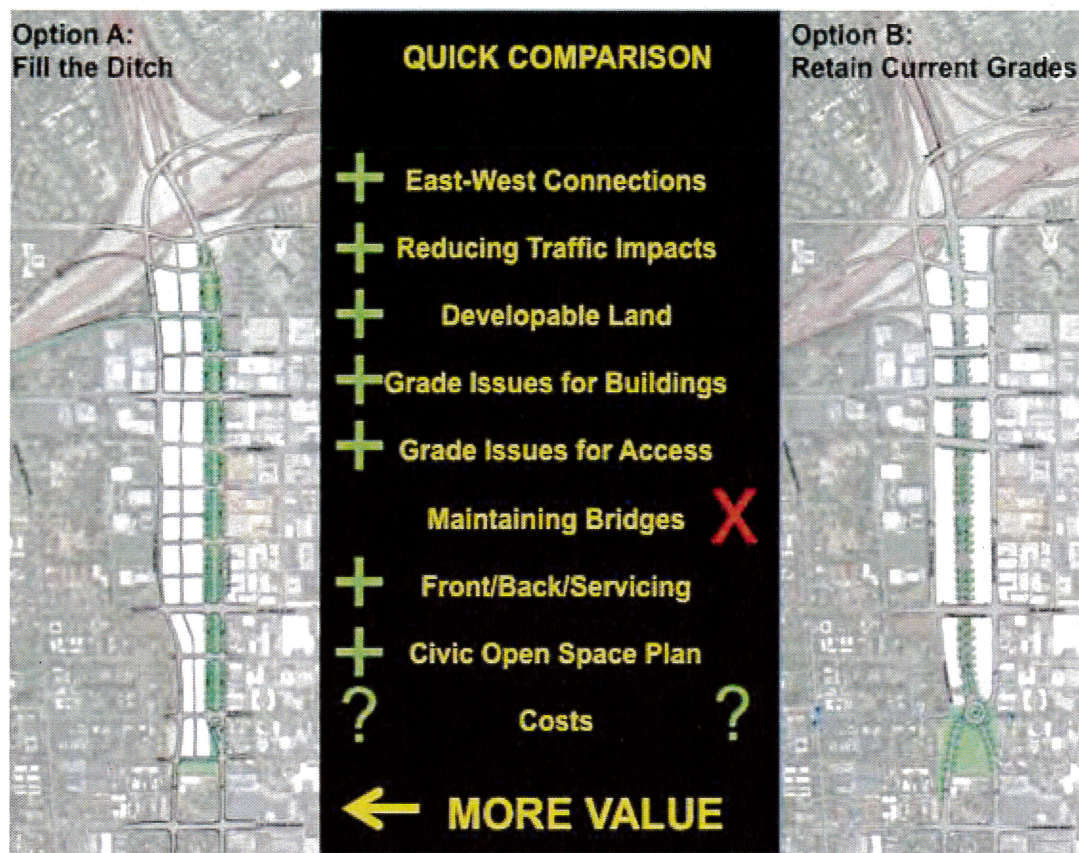 Option A:
Fill the Ditch
QUICK COMPARISON
East-West Connections
Reducing Traffic Impacts
Developable Land
Grade Issues for Buildings
Grade Issues for Access
Maintaining Bridges X
Front/Back/Servicing
Civic Open Space Plan
? Costs ?
MORE VALUE
Option B:
Retain Current Grades